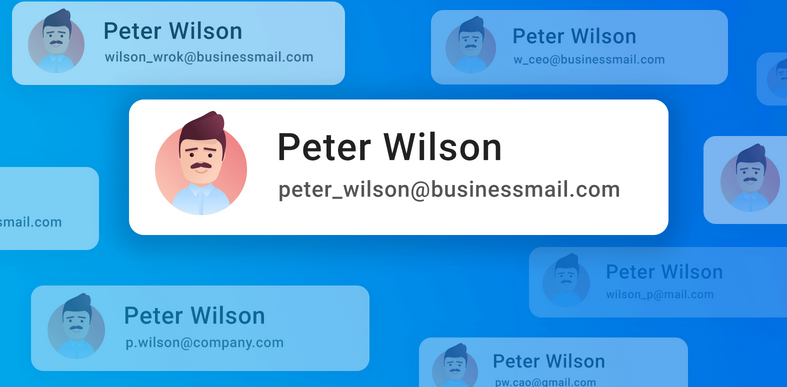 Peter Wilson
wilson_wrok@businessmail.com
Peter Wilson
w_ceo@businessmail.com
Peter Wilson
peter_wilson@businessmail.com
smail.com
Peter Wilson
wilson_p@mail.com
Peter Wilson
p.wilson@company.com
Peter Wilson
pw.cao@gmail.com